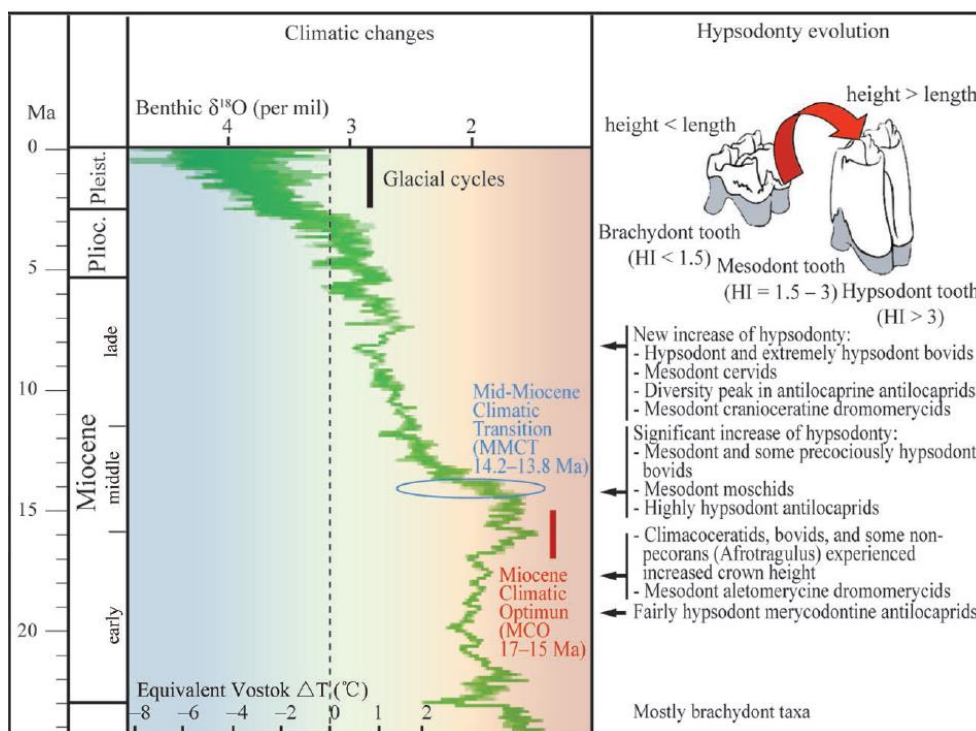 Climatic changes
Hypsodonty evolution
Ma
Benthic δ¹⁸O (per mil)
4 3 2
0
5
10
15
20
Pleist.
Plioc.
Miocene
lade
middle
early
Glacial cycles
Mid-Miocene
Climatic
Transition
(MMCT
14.2–13.8 Ma)
Miocene
Climatic
Optimun
(MCO
17–15 Ma)
Equivalent Vostok △T (℃)
–8 –6 –4 –2 0 1 2
height < length
height > length
Brachydont tooth
(HI < 1.5)
Mesodont tooth
(HI = 1.5 – 3)
Hypsodont tooth
(HI > 3)
New increase of hypsodonty:
- Hypsodont and extremely hypsodont bovids
- Mesodont cervids
- Diversity peak in antilocaprine antilocaprids
- Mesodont cranioceratine dromomerycids
Significant increase of hypsodonty:
- Mesodont and some precociously hypsodont
bovids
- Mesodont moschids
- Highly hypsodont antilocaprids
- Climacoceratids, bovids, and some non-
pecorans (Afrotragulus) experienced
increased crown height
- Mesodont aletomerycine dromomerycids
Fairly hypsodont merycodontine antilocaprids
Mostly brachydont taxa